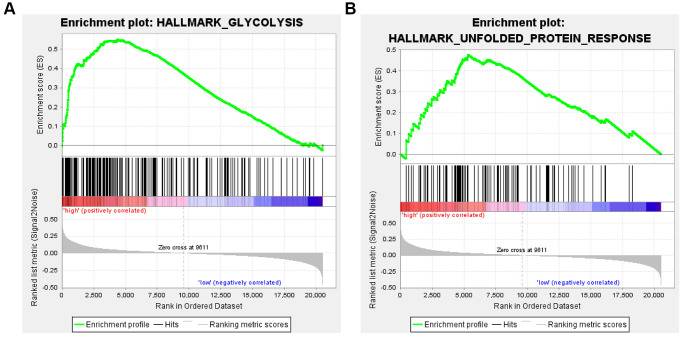 A
Enrichment plot: HALLMARK_GLYCOLYSIS
Enrichment score (ES)
0.5
0.4
0.3
0.2
0.1
0.0
'high' (positively correlated)
Ranked list metric (Signal2Noise)
0.50
0.25
0.00
-0.25
-0.50
Zero cross at 9611
'low' (negatively correlated)
0 2,500 5,000 7,500 10,000 12,500 15,000 17,500 20,000
Rank in Ordered Dataset
Enrichment profile Hits Ranking metric scores
B
Enrichment plot:
HALLMARK_UNFOLDED_PROTEIN_RESPONSE
Enrichment score (ES)
0.5
0.4
0.3
0.2
0.1
0.0
'high' (positively correlated)
Ranked list metric (Signal2Noise)
0.50
0.25
0.00
-0.25
-0.50
Zero cross at 9611
'low' (negatively correlated)
0 2,500 5,000 7,500 10,000 12,500 15,000 17,500 20,000
Rank in Ordered Dataset
Enrichment profile Hits Ranking metric scores